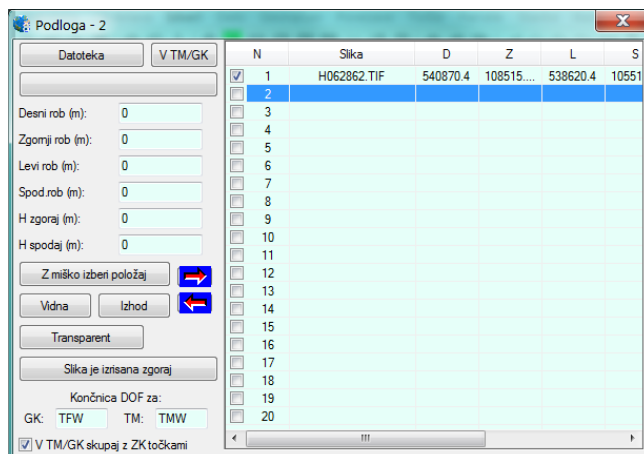 Podloga - 2
Datoteka V TM/GK
Desni rob (m): 0
Zgornji rob (m): 0
Levi rob (m): 0
Spod.rob (m): 0
H zgoraj (m): 0
H spodaj (m): 0
Z miško izberi položaj
Vidna Izhod
Transparent
Slika je izrisana zgoraj
Končnica DOF za:
GK: TFW TM: TMW
V TM/GK skupaj z ZK točkami
N Slika D Z L S
1 H062862.TIF 540870.4 108515.... 538620.4 10551
2
3
4
5
6
7
8
9
10
11
12
13
14
15
16
17
18
19
20